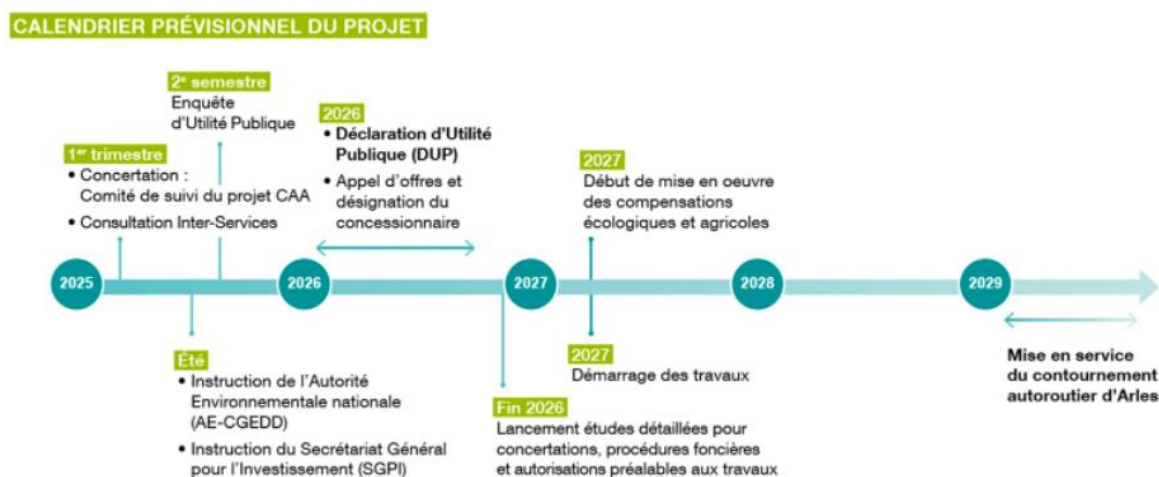 CALENDRIER PRÉVISIONNEL DU PROJET
2e semestre
Enquête
d'Utilité Publique
1er trimestre
• Concertation :
Comité de suivi du projet CAA
• Consultation Inter-Services
2026
• Déclaration d'Utilité
Publique (DUP)
• Appel d'offres et
désignation du
concessionnaire
2027
Début de mise en oeuvre
des compensations
écologiques et agricoles
2025
2026
2027
2028
2029
Été
• Instruction de l'Autorité
Environnementale nationale
(AE-CGEDD)
• Instruction du Secrétariat Général
pour l'Investissement (SGPI)
Fin 2026
Lancement études détaillées pour
concertations, procédures foncières
et autorisations préalables aux travaux
2027
Démarrage des travaux
Mise en service
du contournement
autoroutier d'Arles